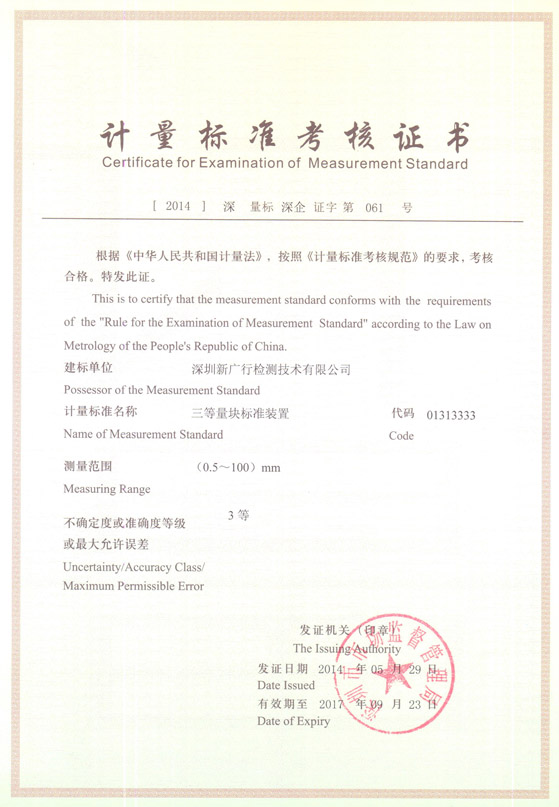 计量标准考核证书
Certificate for Examination of Measurement Standard
[ 2014 ] 深 量标 深企 证字 第 061 号
根据《中华人民共和国计量法》，按照《计量标准考核规范》的要求，考核
合格。特发此证。
This is to certify that the measurement standard conforms with the requirements
of the "Rule for the Examination of Measurement Standard" according to the Law on
Metrology of the People's Republic of China.
建标单位 深圳新广行检测技术有限公司
Possessor of the Measurement Standard
计量标准名称 三等量块标准装置 代码 01313333
Name of Measurement Standard Code
测量范围 （0.5～100）mm
Measuring Range
不确定度或准确度等级 3 等
或最大允许误差
Uncertainty/Accuracy Class/
Maximum Permissible Error
发证机关（印章）
The Issuing Authority
发证日期 2014 年 05 月 29 日
Date Issued
有效期至 2017 年 09 月 23 日
Date of Expiry
深圳市市场监督管理局